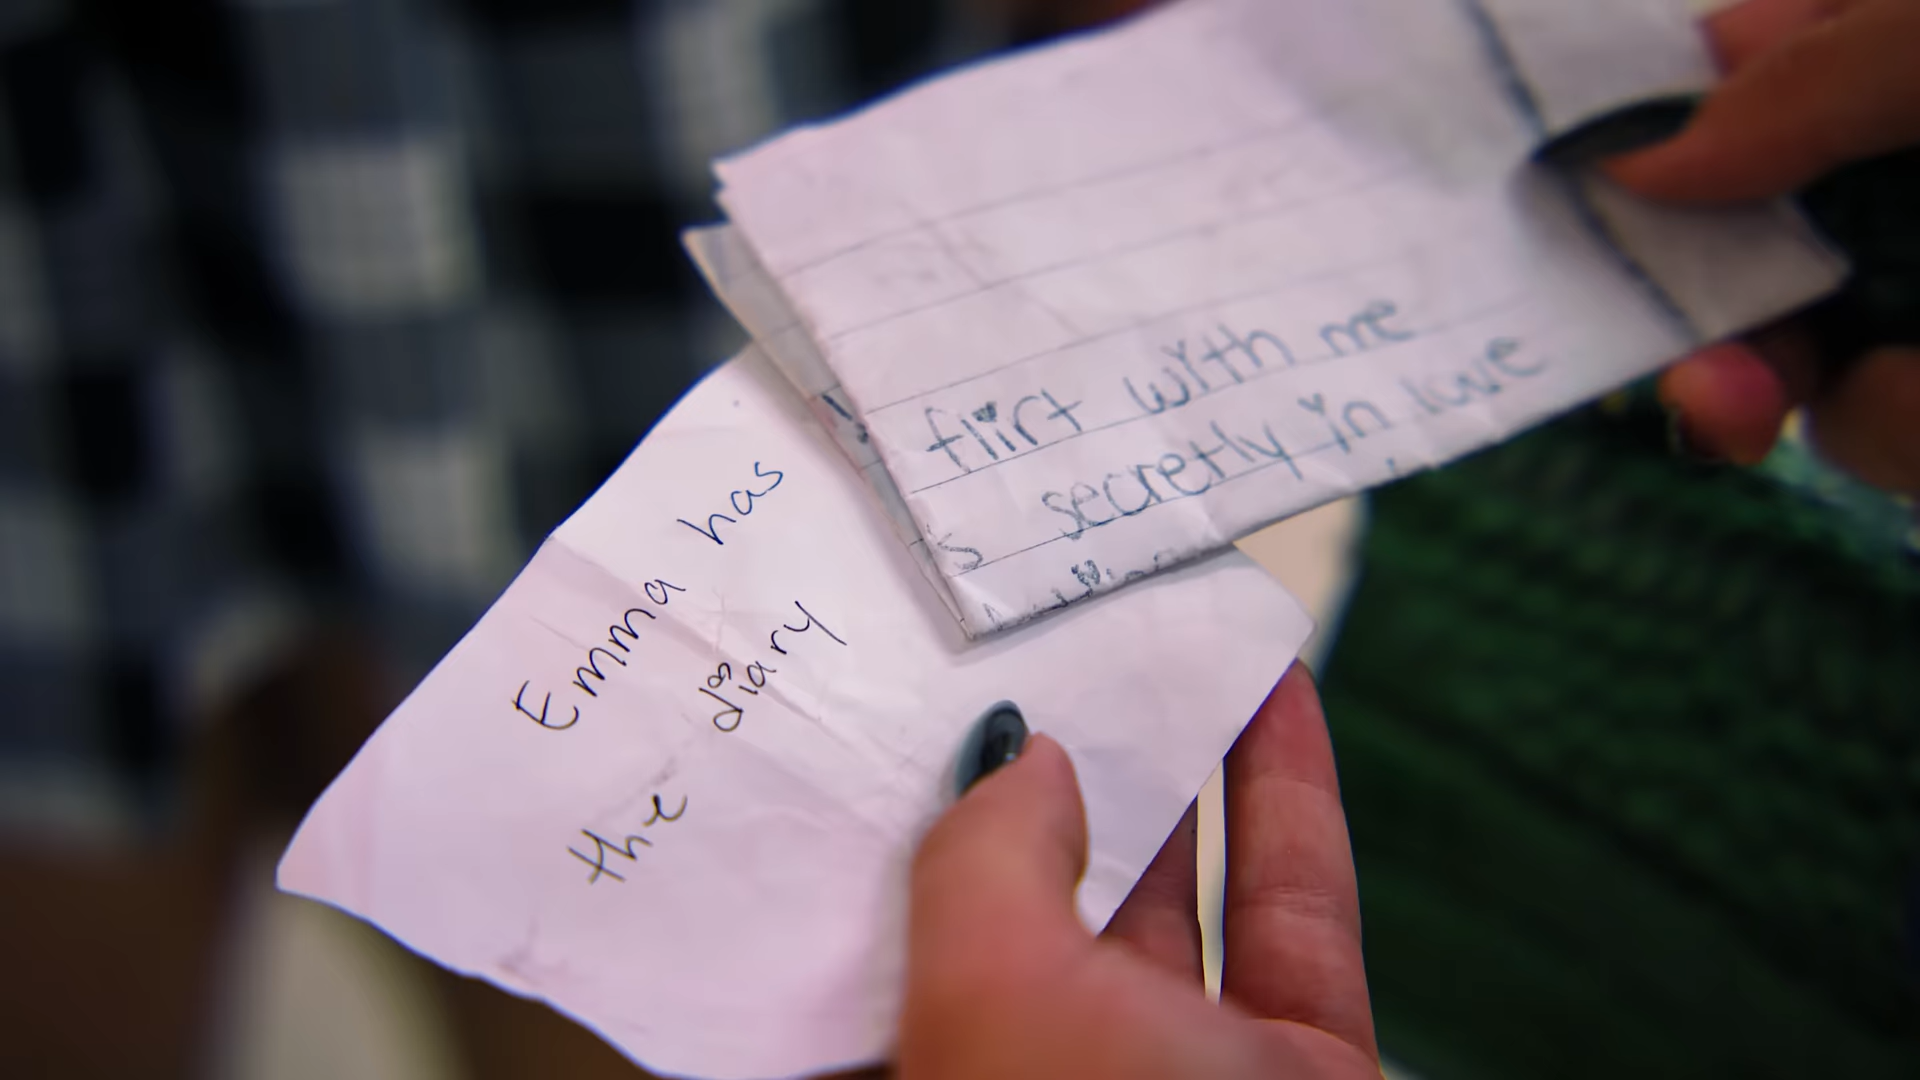 flirt with me
s secretly in love
Emma has
the diary